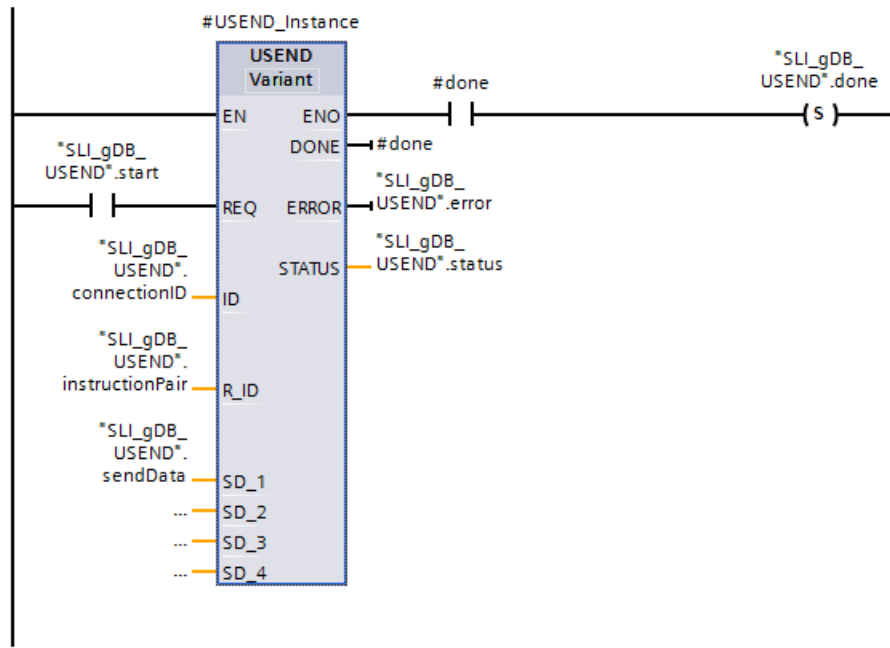 #USEND_Instance
USEND
Variant
"SLI_gDB_
USEND".done
#done
EN
ENO
DONE
#done
"SLI_gDB_
USEND".start
"SLI_gDB_
USEND".error
REQ
ERROR
"SLI_gDB_
USEND".
connectionID
"SLI_gDB_
USEND".status
STATUS
ID
"SLI_gDB_
USEND".
instructionPair
R_ID
"SLI_gDB_
USEND".
sendData
SD_1
... SD_2
... SD_3
... SD_4
( S )